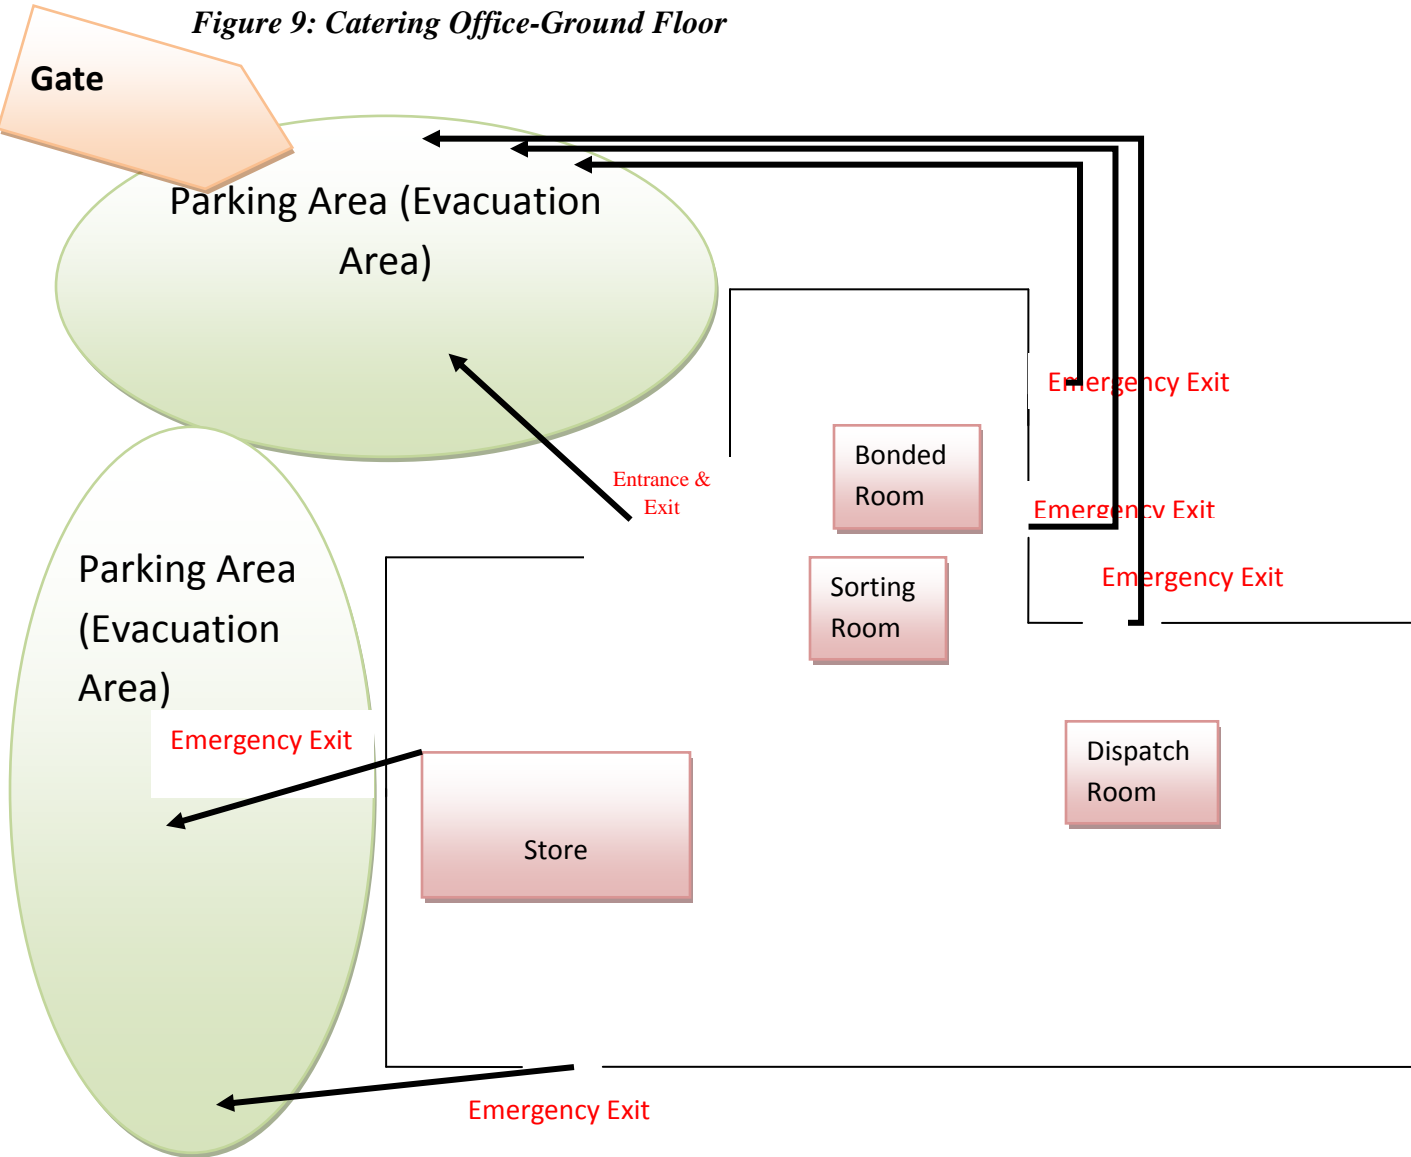 Figure 9: Catering Office-Ground Floor
Gate
Parking Area (Evacuation
Area)
Emergency Exit
Bonded
Room
Entrance &
Exit
Emergency Exit
Parking Area
(Evacuation
Area)
Sorting
Room
Emergency Exit
Emergency Exit
Dispatch
Room
Store
Emergency Exit